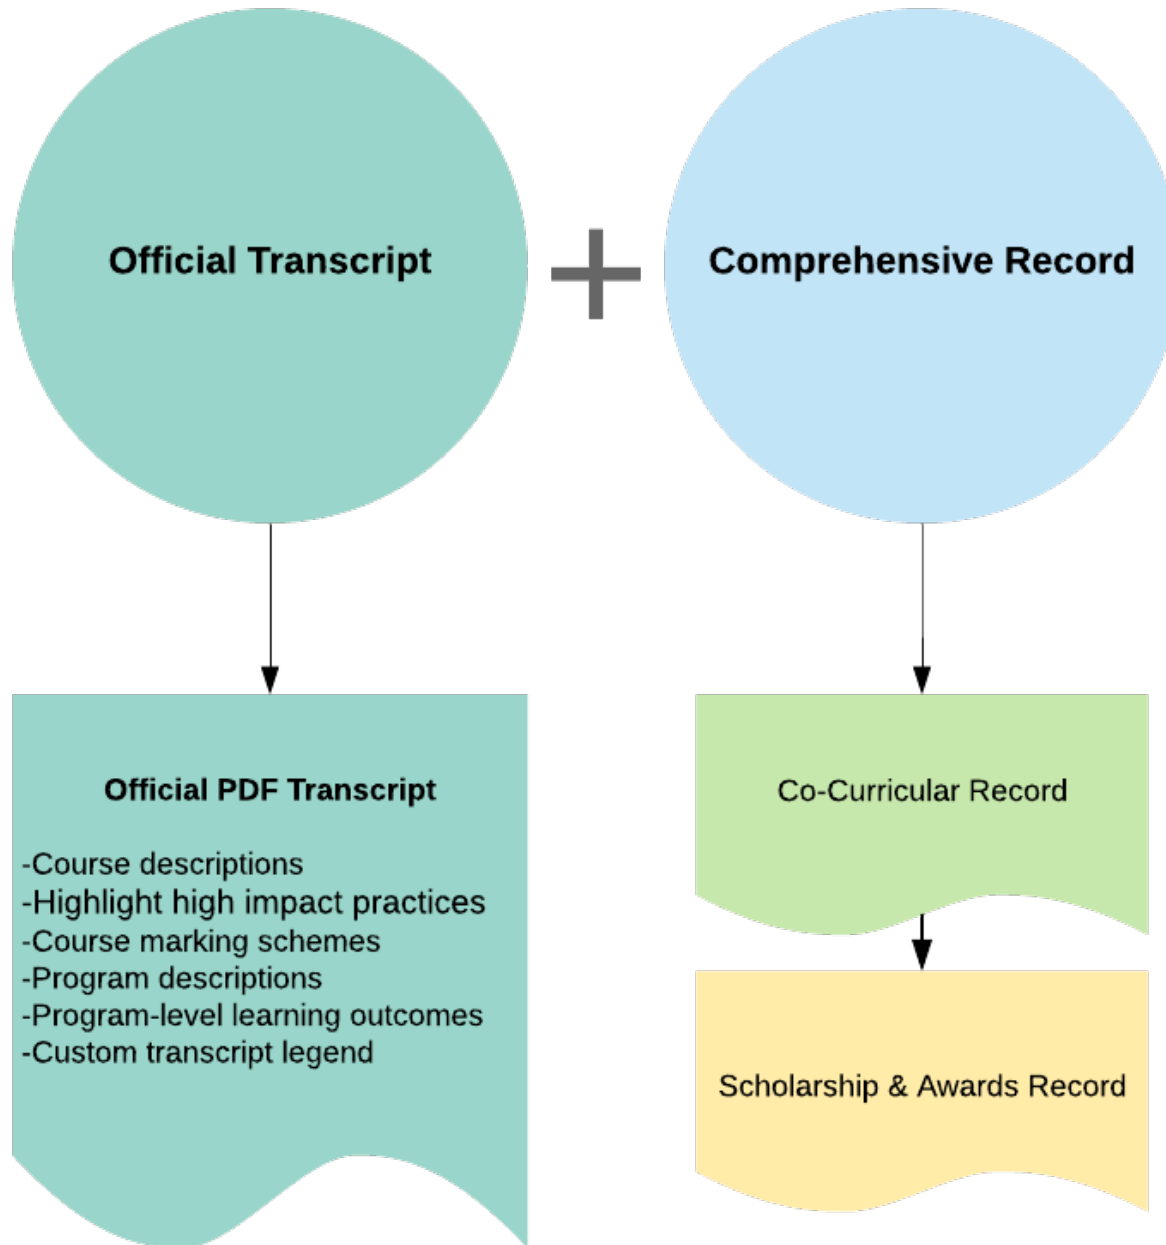 Official Transcript
+
Comprehensive Record
Official PDF Transcript
-Course descriptions
-Highlight high impact practices
-Course marking schemes
-Program descriptions
-Program-level learning outcomes
-Custom transcript legend
Co-Curricular Record
Scholarship & Awards Record